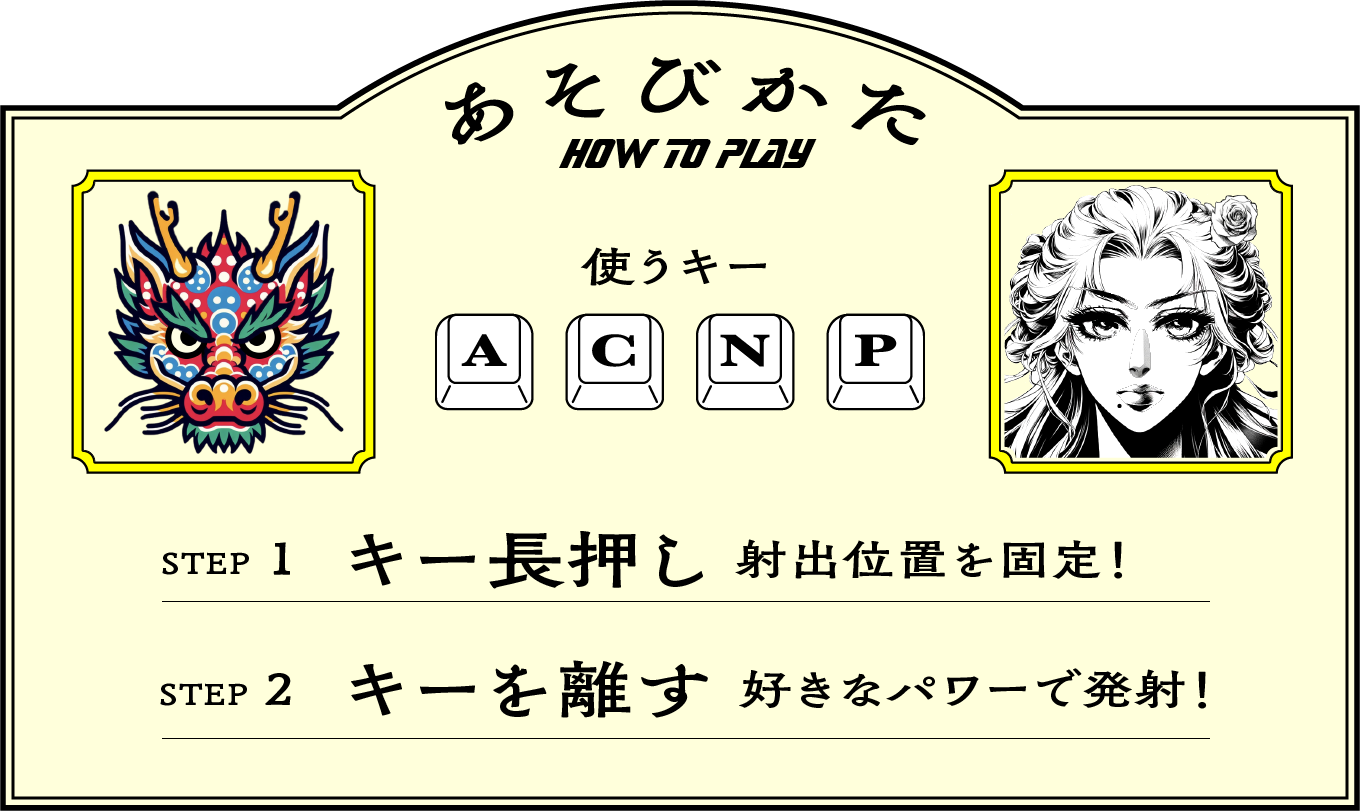 あそびかた
HOW TO PLAY
使うキー
A C N P
STEP 1 キー長押し 射出位置を固定！
STEP 2 キーを離す 好きなパワーで発射！